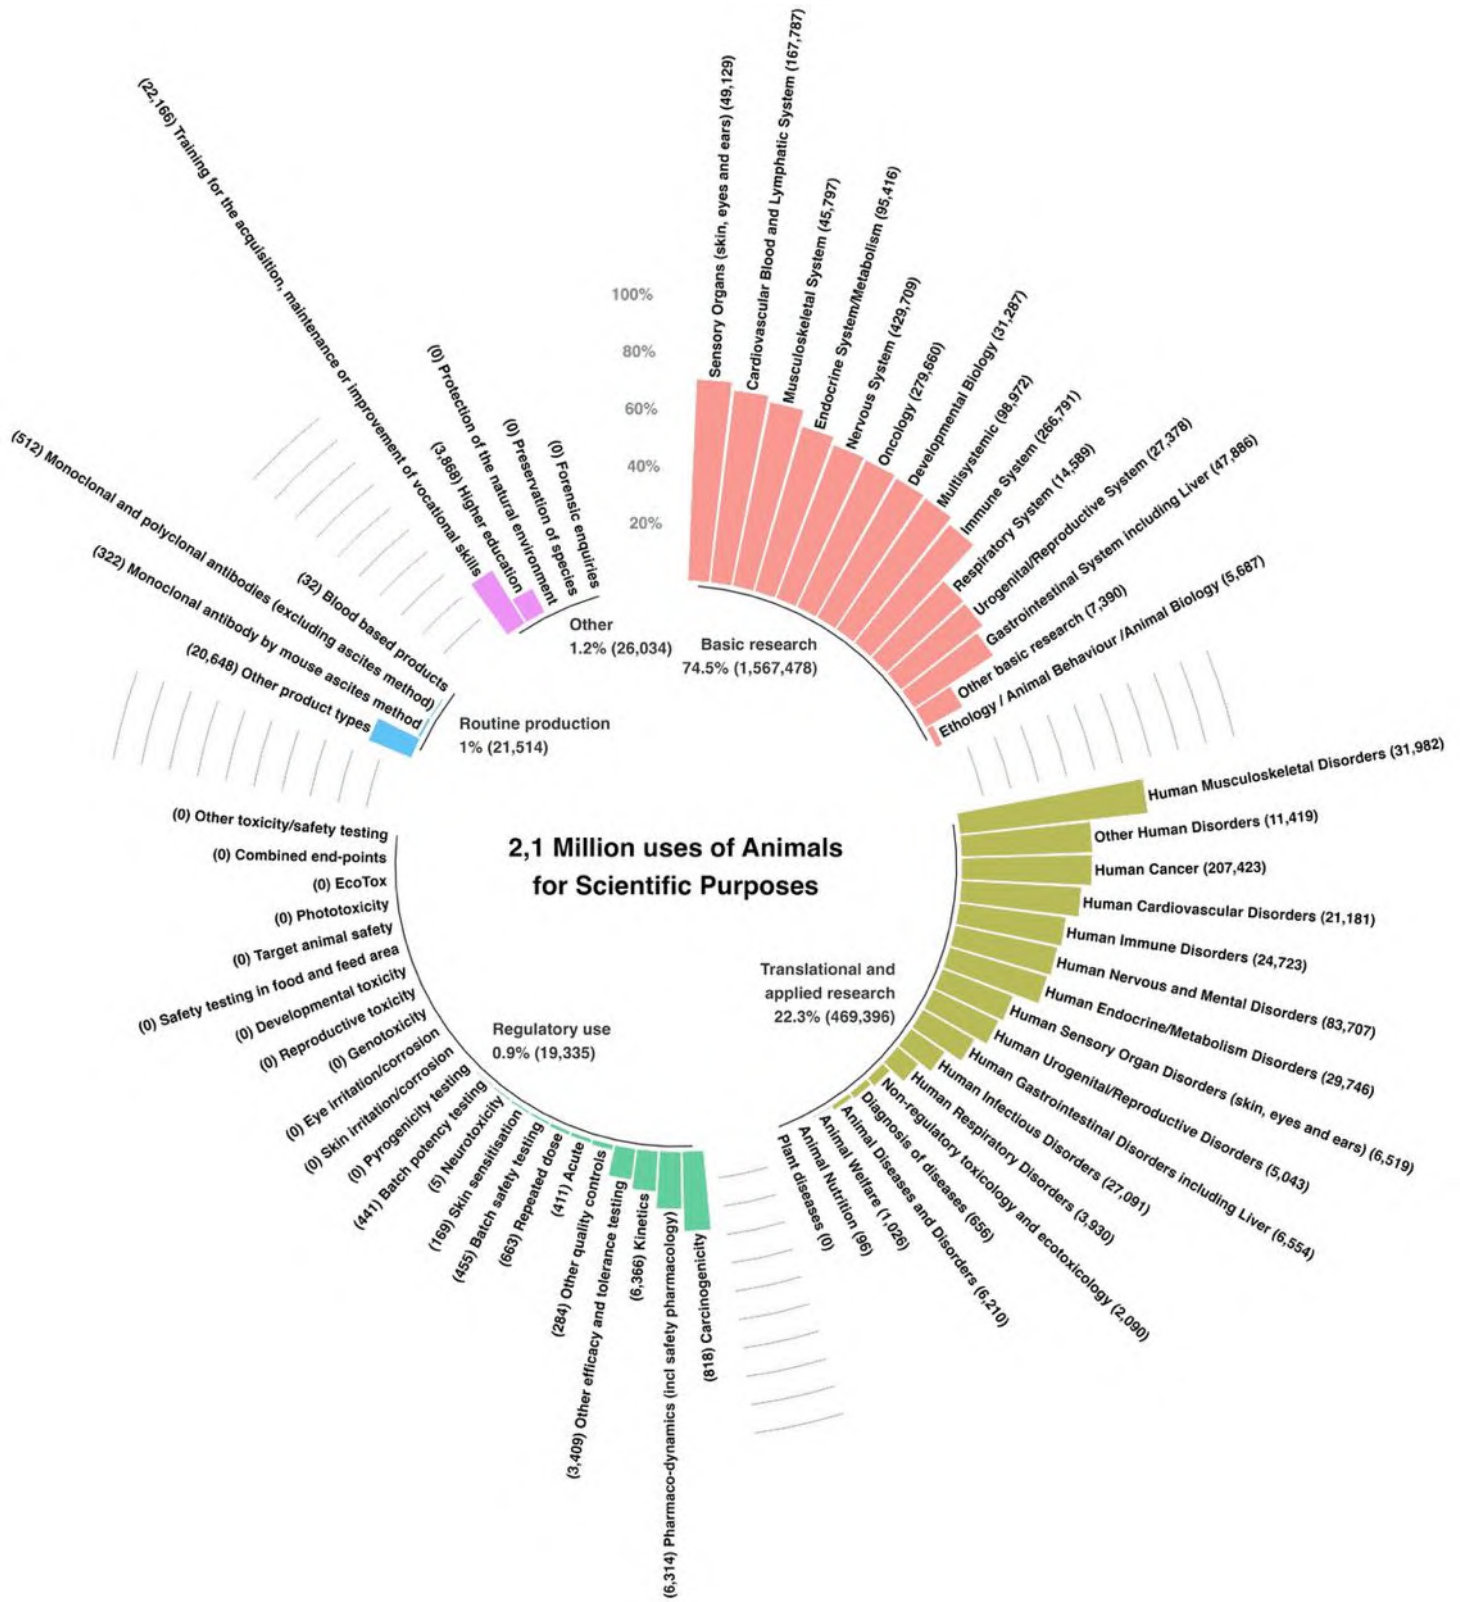 100%
80%
60%
40%
20%
Sensory Organs (skin, eyes and ears) (49,129)
Cardiovascular Blood and Lymphatic System (167,787)
Musculoskeletal System (45,797)
Endocrine System/Metabolism (95,416)
Nervous System (429,709)
Oncology (279,660)
Developmental Biology (31,287)
Multisystemic (98,972)
Immune System (266,791)
Respiratory System (14,589)
Urogenital/Reproductive System (27,378)
Gastrointestinal System including Liver (47,886)
Other basic research (7,390)
Ethology / Animal Behaviour /Animal Biology (5,687)
Basic research
74.5% (1,567,478)
Human Musculoskeletal Disorders (31,982)
Other Human Disorders (11,419)
Human Cancer (207,423)
Human Cardiovascular Disorders (21,181)
Human Immune Disorders (24,723)
Human Nervous and Mental Disorders (83,707)
Human Endocrine/Metabolism Disorders (29,746)
Human Sensory Organ Disorders (skin, eyes and ears) (6,519)
Human Urogenital/Reproductive Disorders (5,043)
Human Gastrointestinal Disorders including Liver (6,554)
Human Infectious Disorders (27,091)
Human Respiratory Disorders (3,930)
Non-regulatory toxicology and ecotoxicology (2,090)
Diagnosis of diseases (656)
Animal Diseases and Disorders (6,210)
Animal Welfare (1,026)
Animal Nutrition (96)
Plant diseases (0)
Translational and
applied research
22.3% (469,396)
(818) Carcinogenicity
(6,314) Pharmaco-dynamics (incl safety pharmacology)
(6,366) Kinetics
(3,409) Other efficacy and tolerance testing
(284) Other quality controls
(411) Acute
(663) Repeated dose
(455) Batch safety testing
(169) Skin sensitisation
(5) Neurotoxicity
(441) Batch potency testing
(0) Pyrogenicity testing
(0) Skin irritation/corrosion
(0) Eye irritation/corrosion
(0) Genotoxicity
(0) Reproductive toxicity
(0) Developmental toxicity
(0) Safety testing in food and feed area
(0) Target animal safety
(0) Phototoxicity
(0) EcoTox
(0) Combined end-points
(0) Other toxicity/safety testing
Regulatory use
0.9% (19,335)
(20,648) Other product types
(322) Monoclonal antibody by mouse ascites method
(512) Monoclonal and polyclonal antibodies (excluding ascites method)
(32) Blood based products
Routine production
1% (21,514)
(22,166) Training for the acquisition, maintenance or improvement of vocational skills
(3,868) Higher education
(0) Protection of the natural environment
(0) Preservation of species
(0) Forensic enquiries
Other
1.2% (26,034)
2,1 Million uses of Animals
for Scientific Purposes